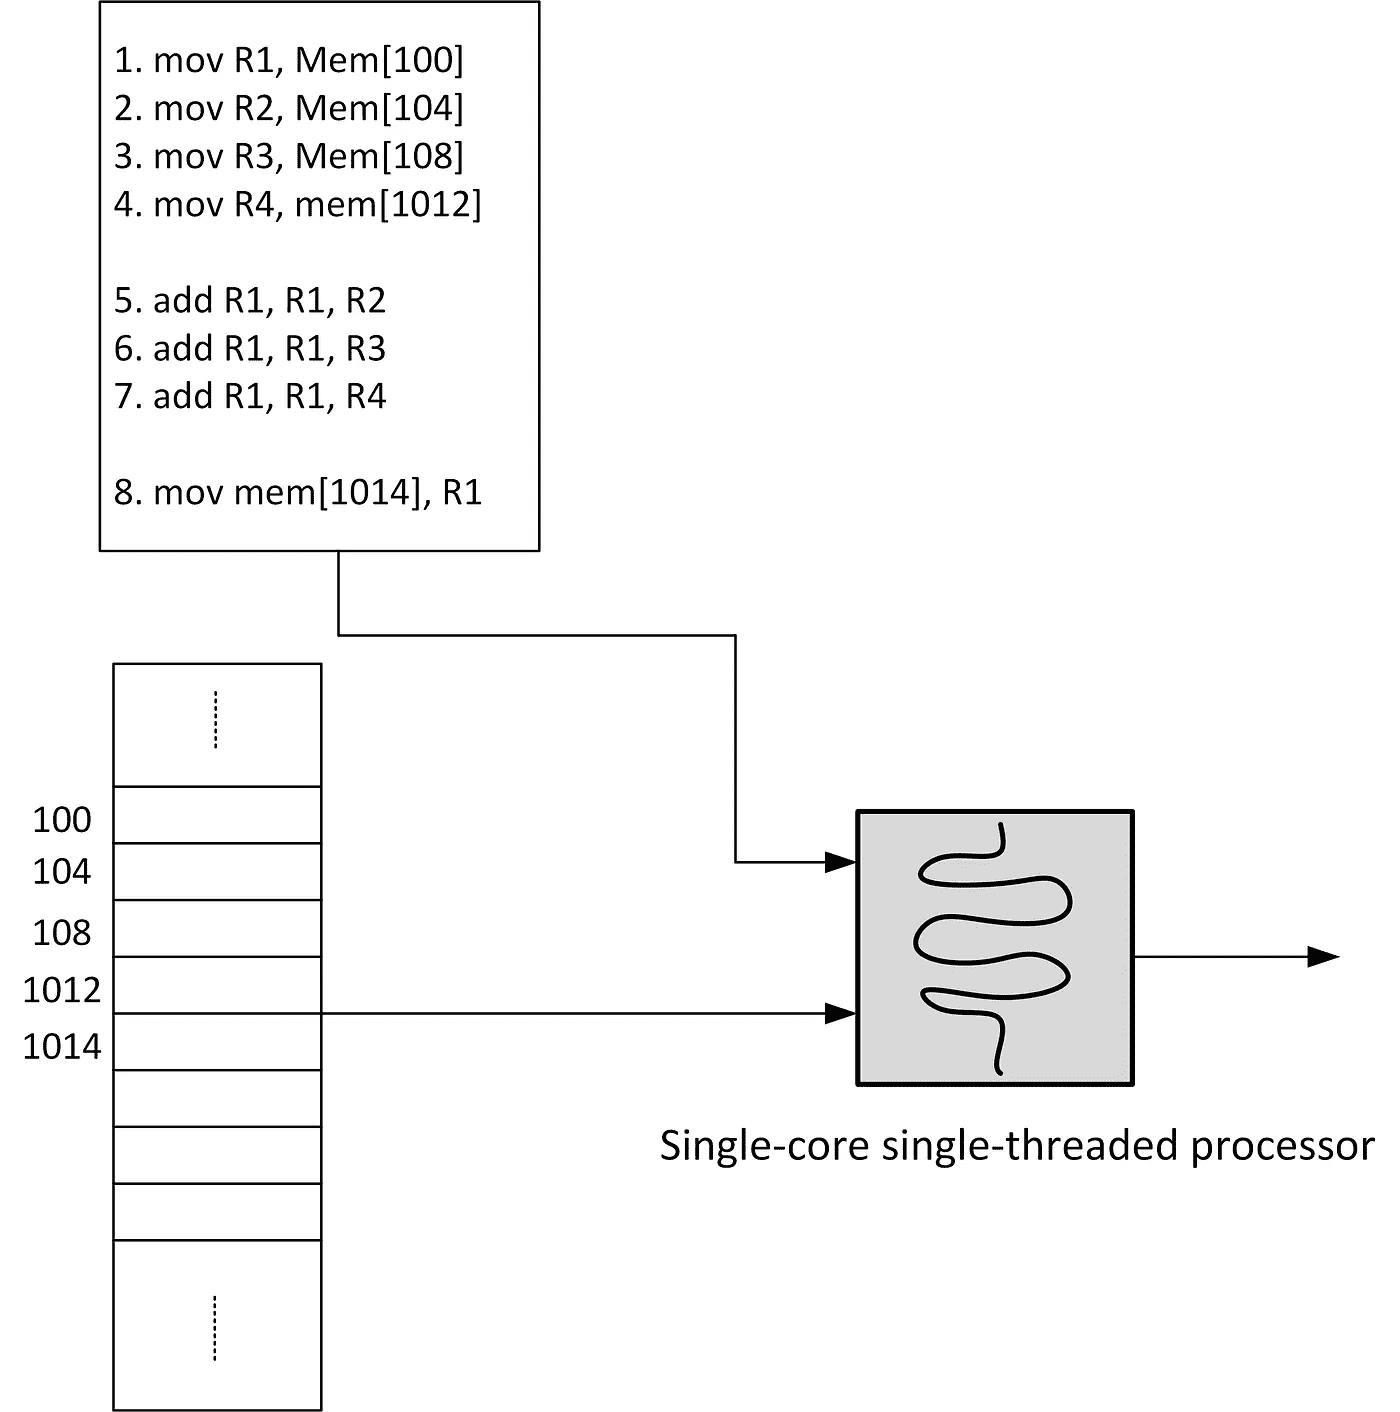 1. mov R1, Mem[100]
2. mov R2, Mem[104]
3. mov R3, Mem[108]
4. mov R4, mem[1012]
5. add R1, R1, R2
6. add R1, R1, R3
7. add R1, R1, R4
8. mov mem[1014], R1
100
104
108
1012
1014
Single-core single-threaded processor